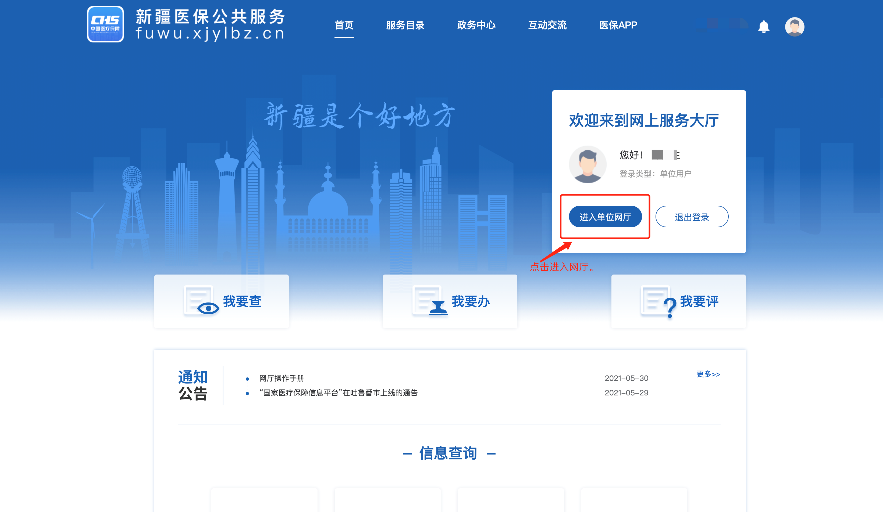 CHS
中国医疗保障
新疆医保公共服务
fuwu.xjylbz.cn
首页
服务目录
政务中心
互动交流
医保APP
新疆是个好地方
欢迎来到网上服务大厅
您好！
登录类型：单位用户
进入单位网厅
退出登录
点击进入网厅。
我要查
我要办
我要评
通知
公告
网厅操作手册
2021-05-30
更多>>
“国家医疗保障信息平台”在吐鲁番市上线的通告
2021-05-29
信息查询